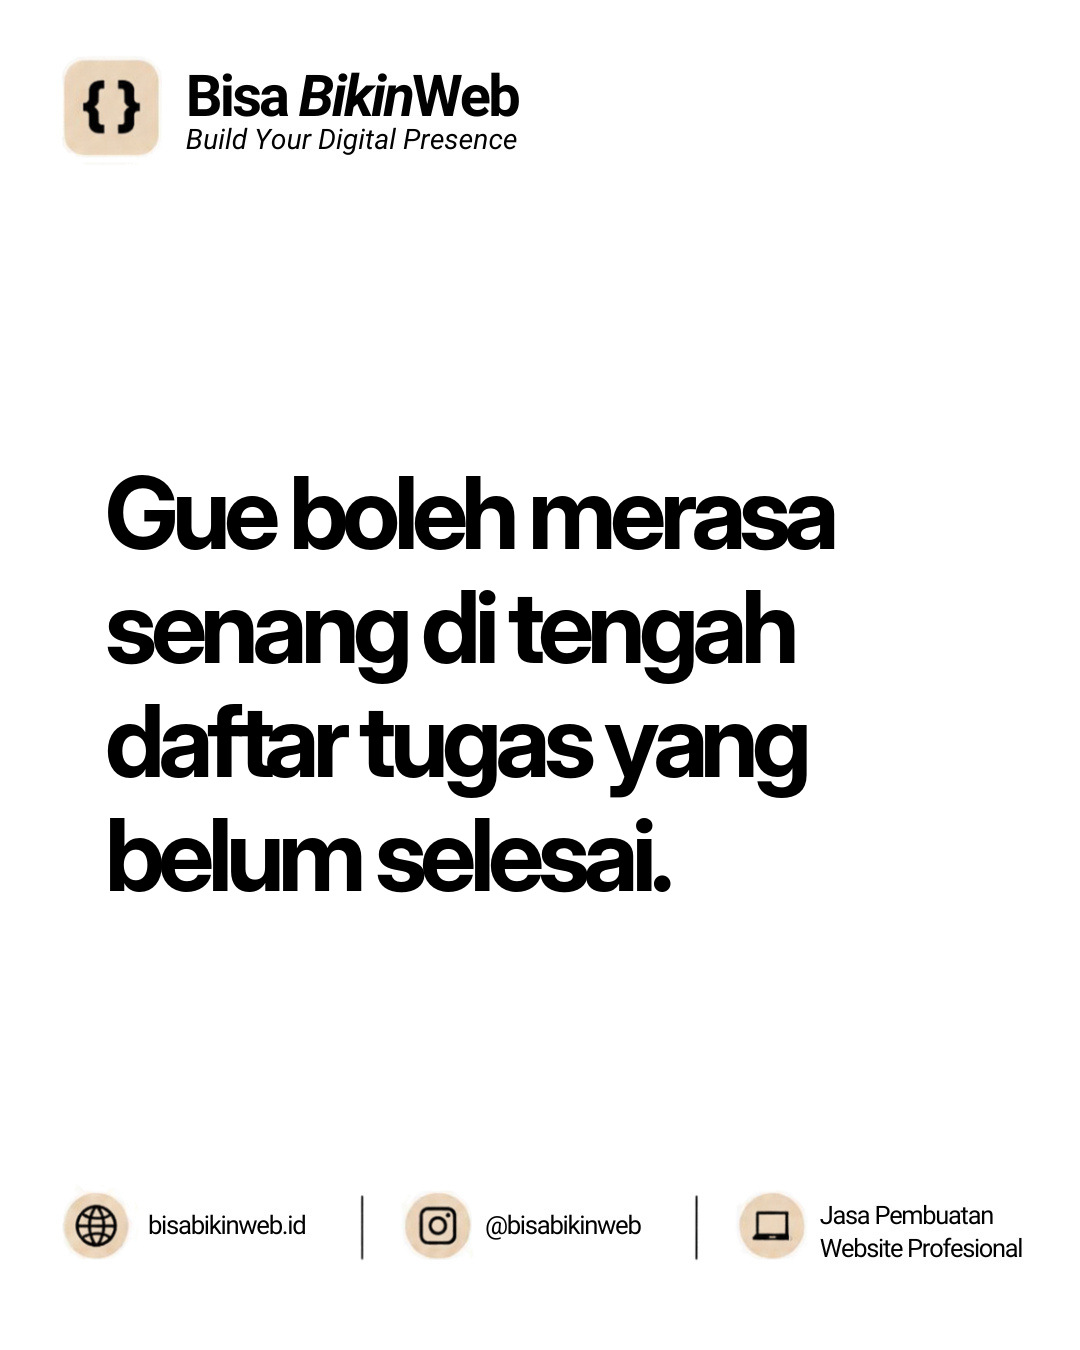 { }
Bisa BikinWeb
Build Your Digital Presence
Gue boleh merasa
senang di tengah
daftar tugas yang
belum selesai.
bisabikinweb.id
@bisabikinweb
Jasa Pembuatan
Website Profesional